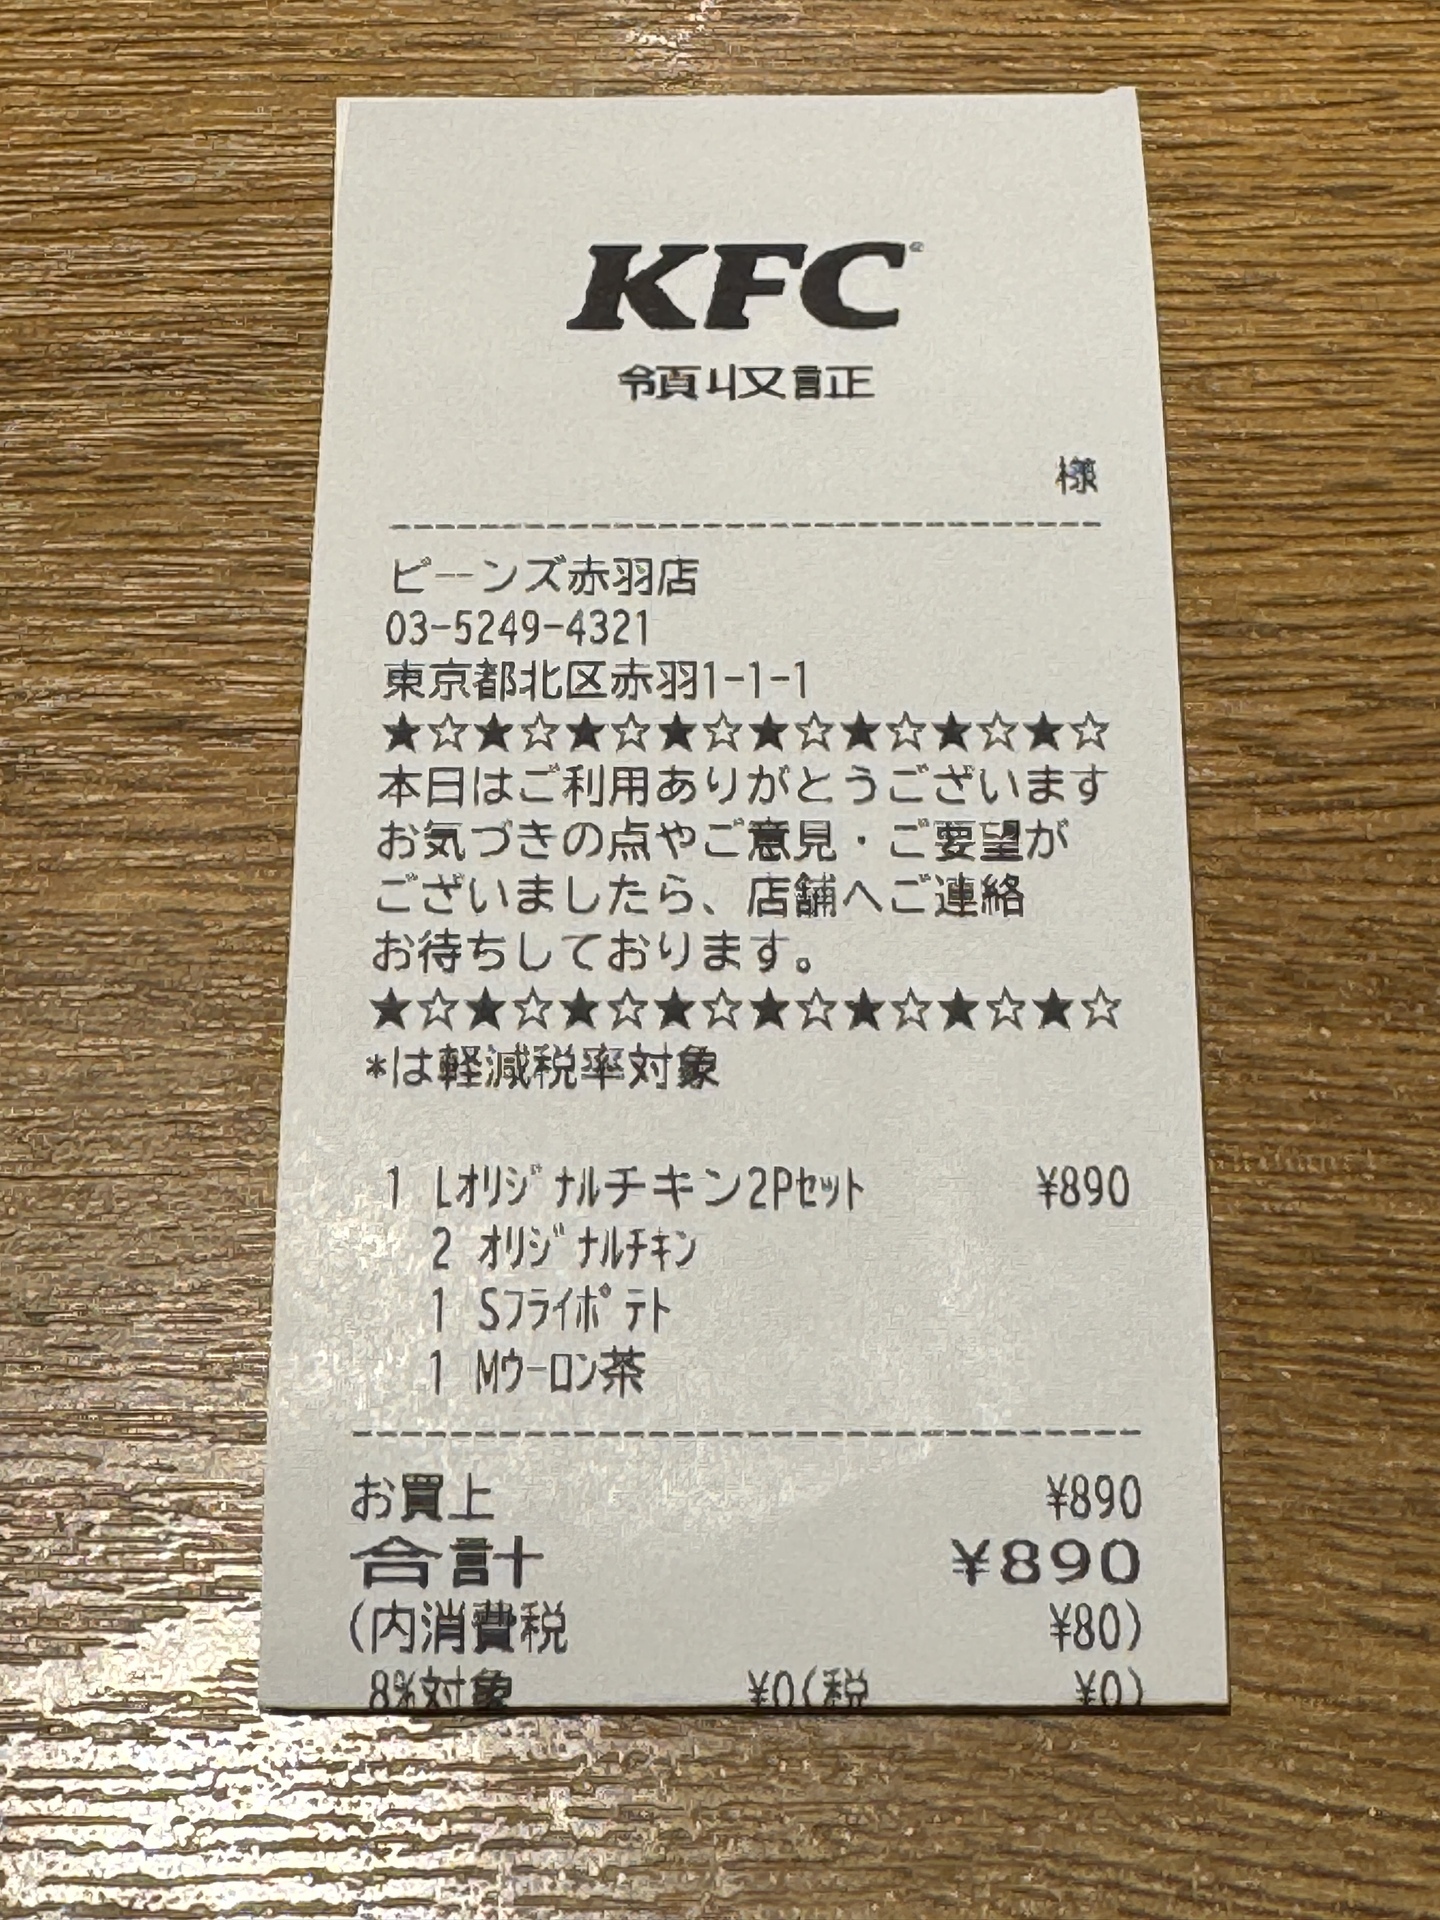 KFC
領収証
様
ビーンズ赤羽店
03-5249-4321
東京都北区赤羽1-1-1
★☆★☆★☆★☆★☆★☆★☆★☆
本日はご利用ありがとうございます
お気づきの点やご意見・ご要望が
ございましたら、店舗へご連絡
お待ちしております。
★☆★☆★☆★☆★☆★☆★☆★☆
*は軽減税率対象
1 Lオリジナルチキン2Pセット ¥890
2 オリジナルチキン
1 Sフライポテト
1 Mウーロン茶
お買上 ¥890
合計 ¥890
(内消費税 ¥80)
8%対象 ¥0(税 ¥0)